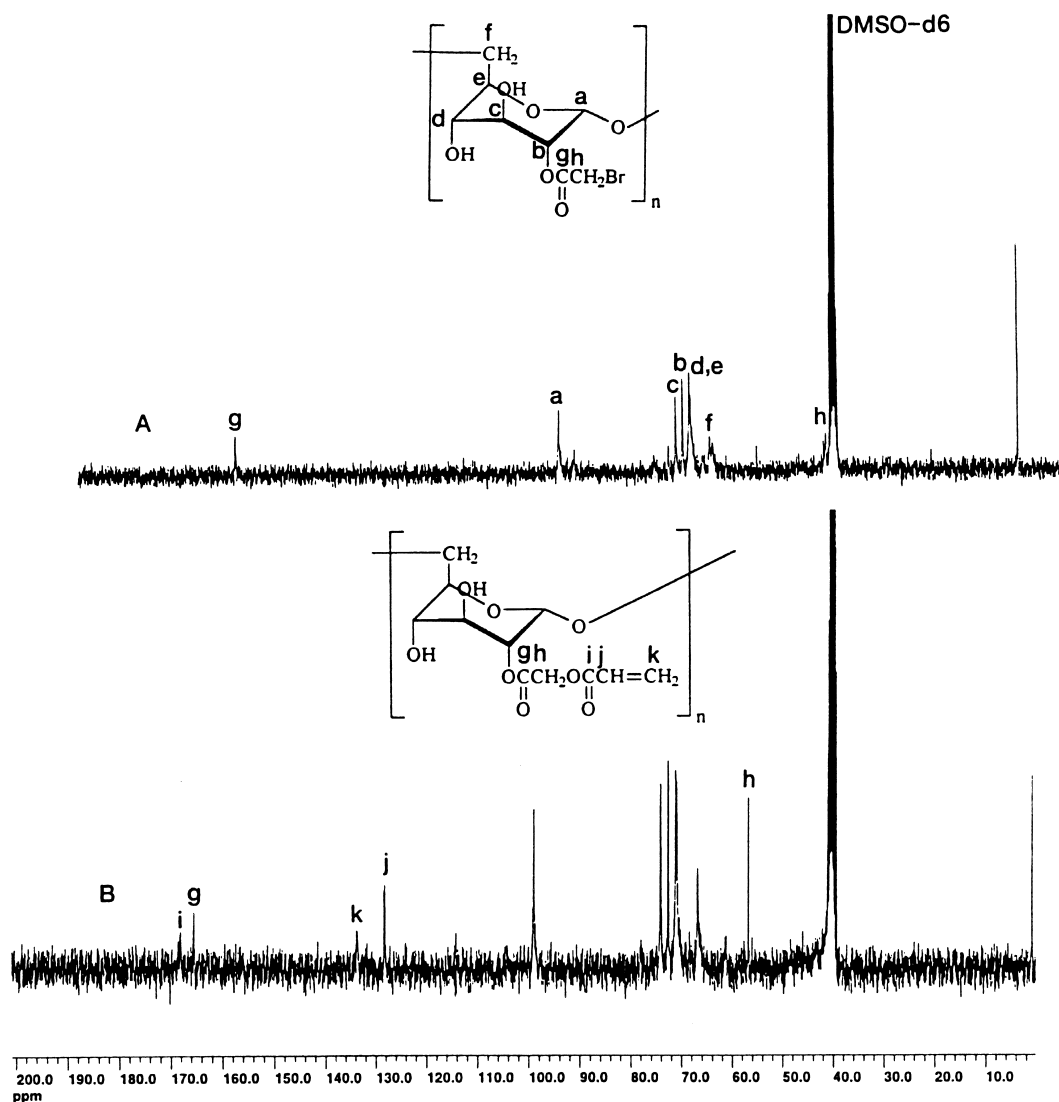 DMSO-d6
f
CH₂
e
OH
a
O
d
c
O
b
gh
OH
OCCH₂Br
O
n
b
d,e
a
c
g
f
h
A
CH₂
OH
O
O
OH
gh
ij
k
OCCH₂OCCH=CH₂
O
O
n
h
j
B
g
i
k
200.0 190.0 180.0 170.0 160.0 150.0 140.0 130.0 120.0 110.0 100.0 90.0 80.0 70.0 60.0 50.0 40.0 30.0 20.0 10.0
ppm